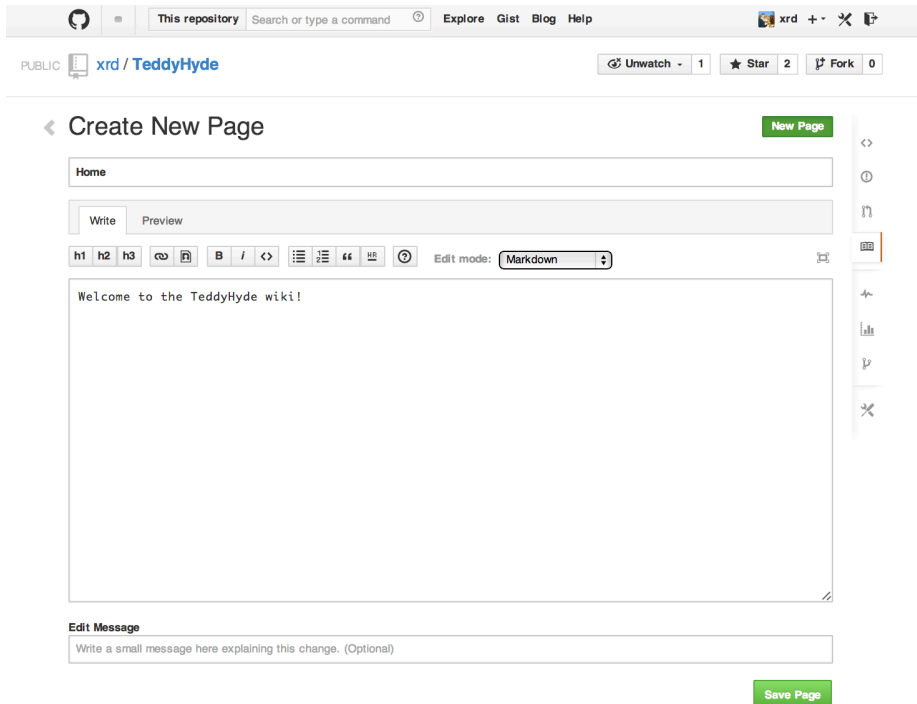 This repository Search or type a command Explore Gist Blog Help xrd
PUBLIC xrd / TeddyHyde Unwatch 1 Star 2 Fork 0
Create New Page New Page
Home
Write Preview
h1 h2 h3 B i <> “ HR ? Edit mode: Markdown
Welcome to the TeddyHyde wiki!
Edit Message
Write a small message here explaining this change. (Optional)
Save Page